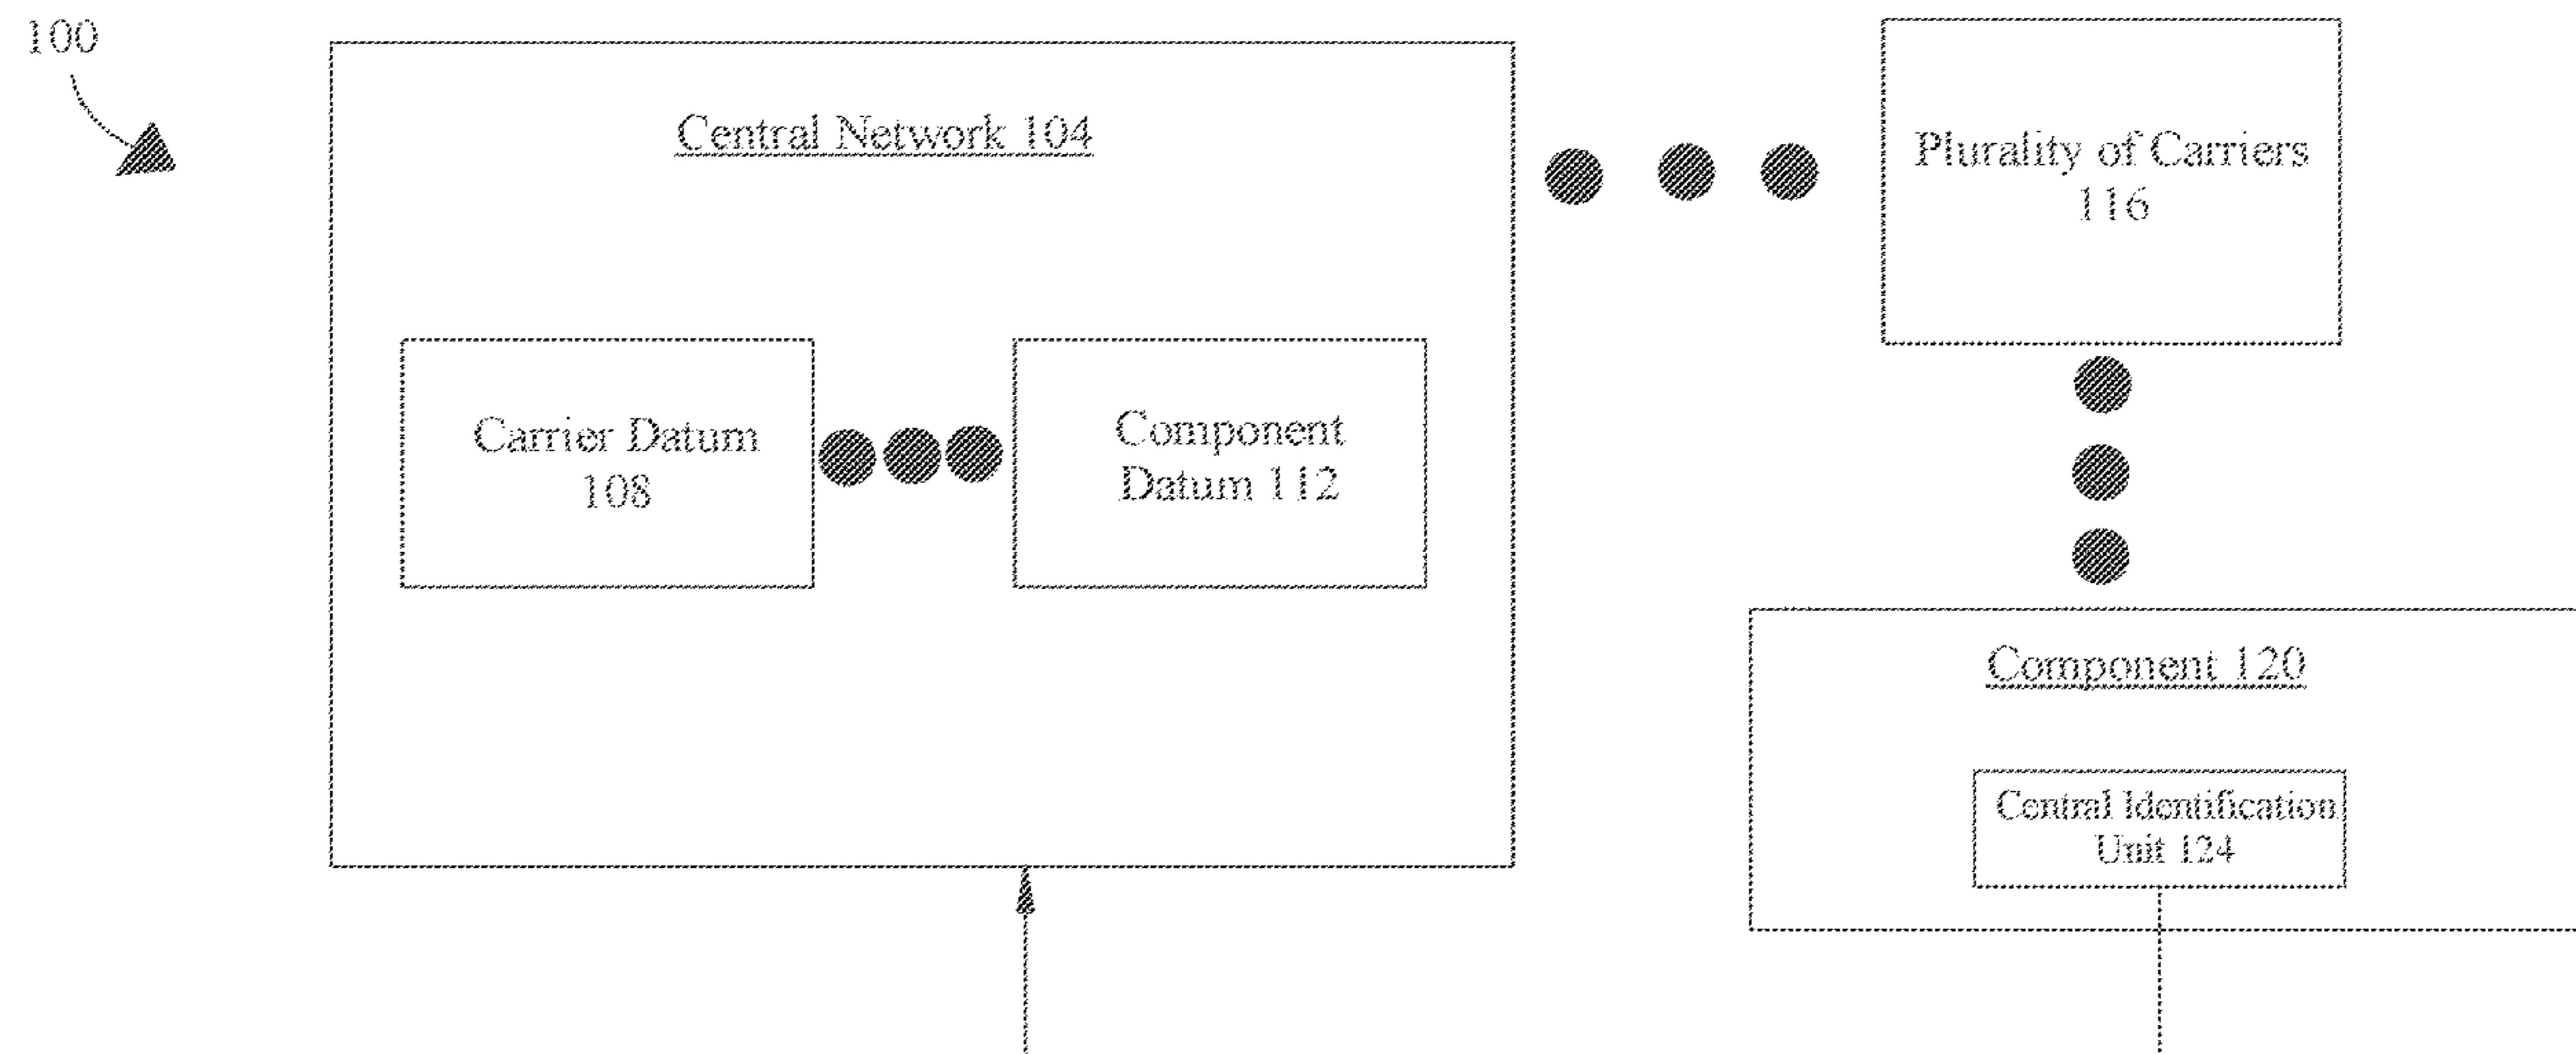 100
Central Network 104
Plurality of Carriers
116
Carrier Datum
108
Component
Datum 112
Component 120
Central Identification
Unit 124